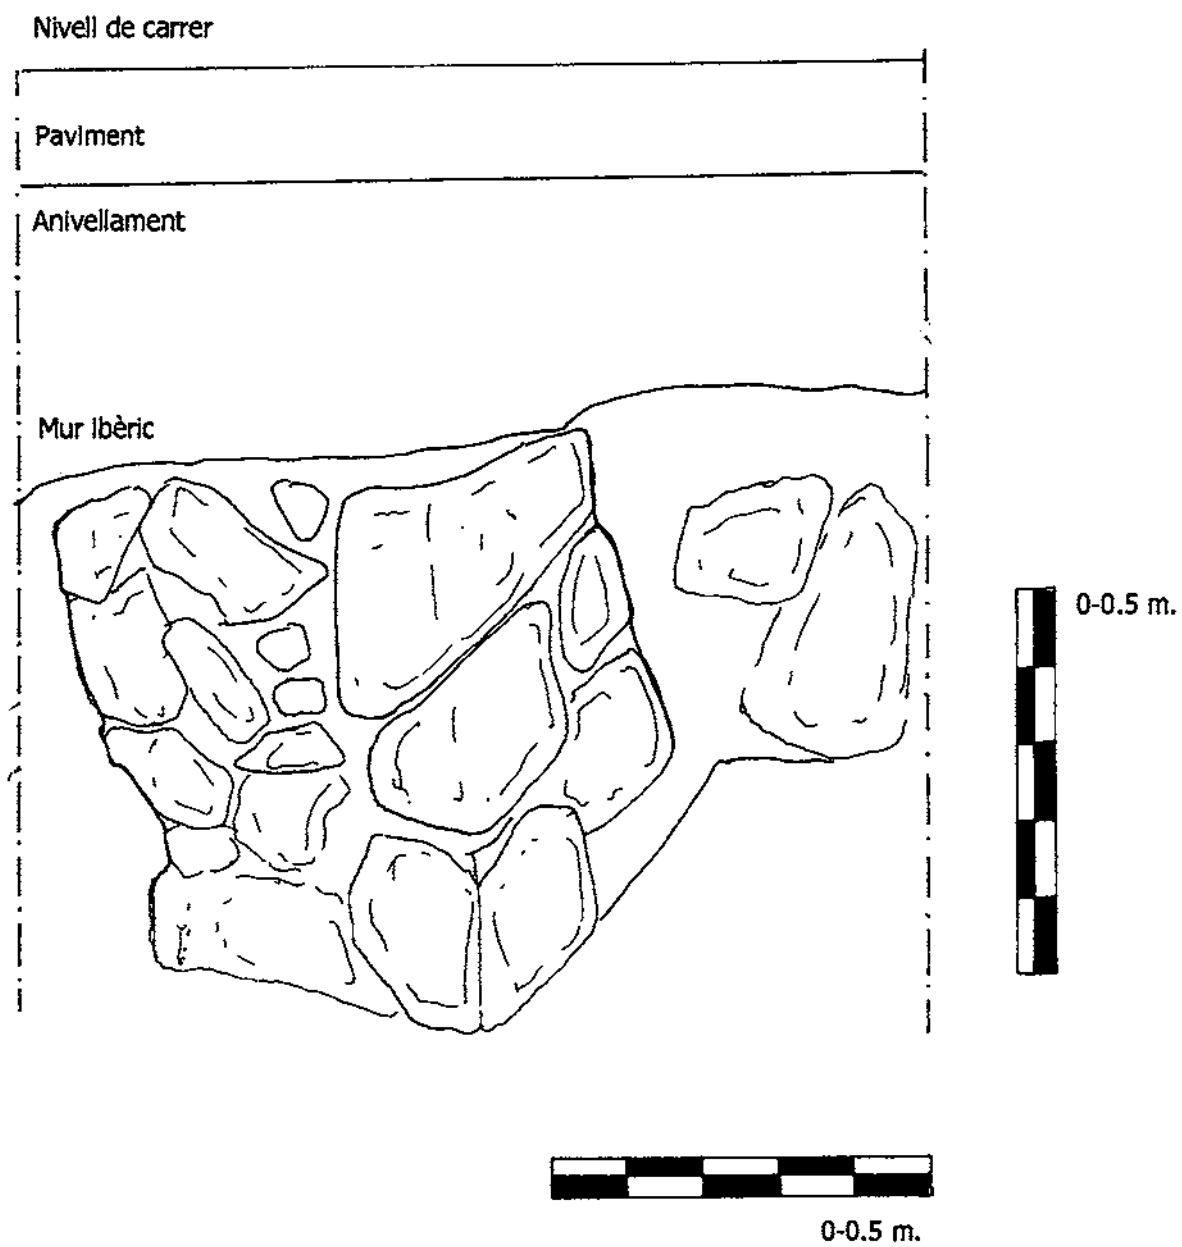 Nivell de carrer
Paviment
Anivellament
Mur Ibèric
0-0.5 m.
0-0.5 m.